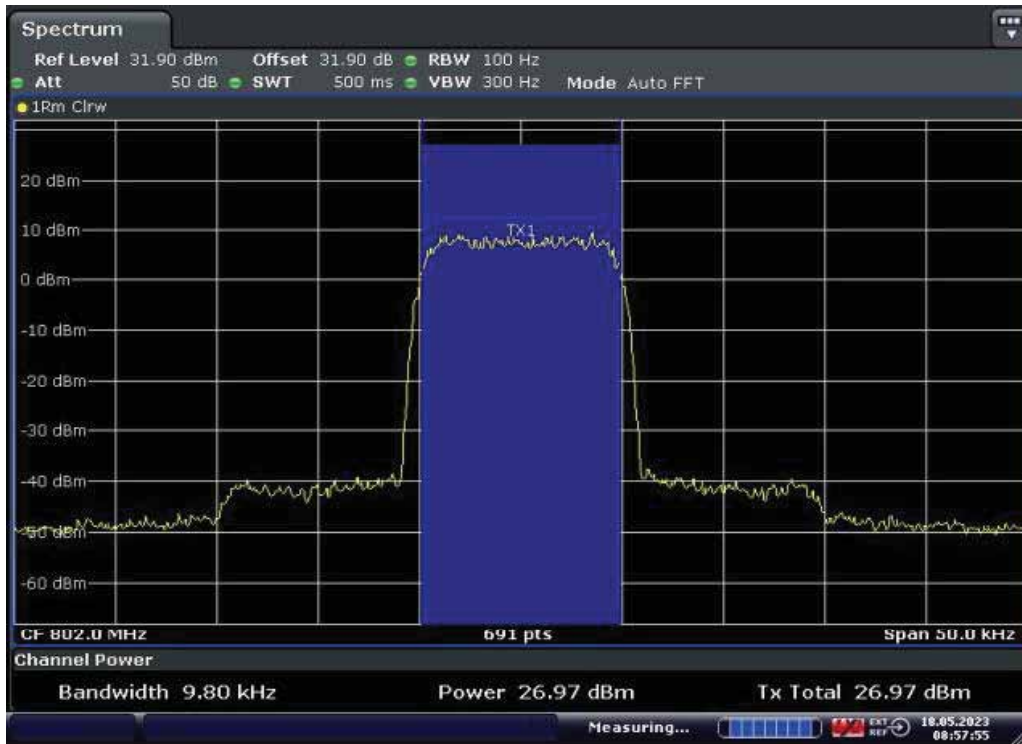 Spectrum
Ref Level 31.90 dBm Offset 31.90 dB RBW 100 Hz
Att 50 dB SWT 500 ms VBW 300 Hz Mode Auto FFT
1Rm Clrw
20 dBm
10 dBm
TX1
0 dBm
-10 dBm
-20 dBm
-30 dBm
-40 dBm
-50 dBm
-60 dBm
CF 802.0 MHz 691 pts Span 50.0 kHz
Channel Power
Bandwidth 9.80 kHz Power 26.97 dBm Tx Total 26.97 dBm
Measuring... EXT REF 18.05.2023
08:57:55